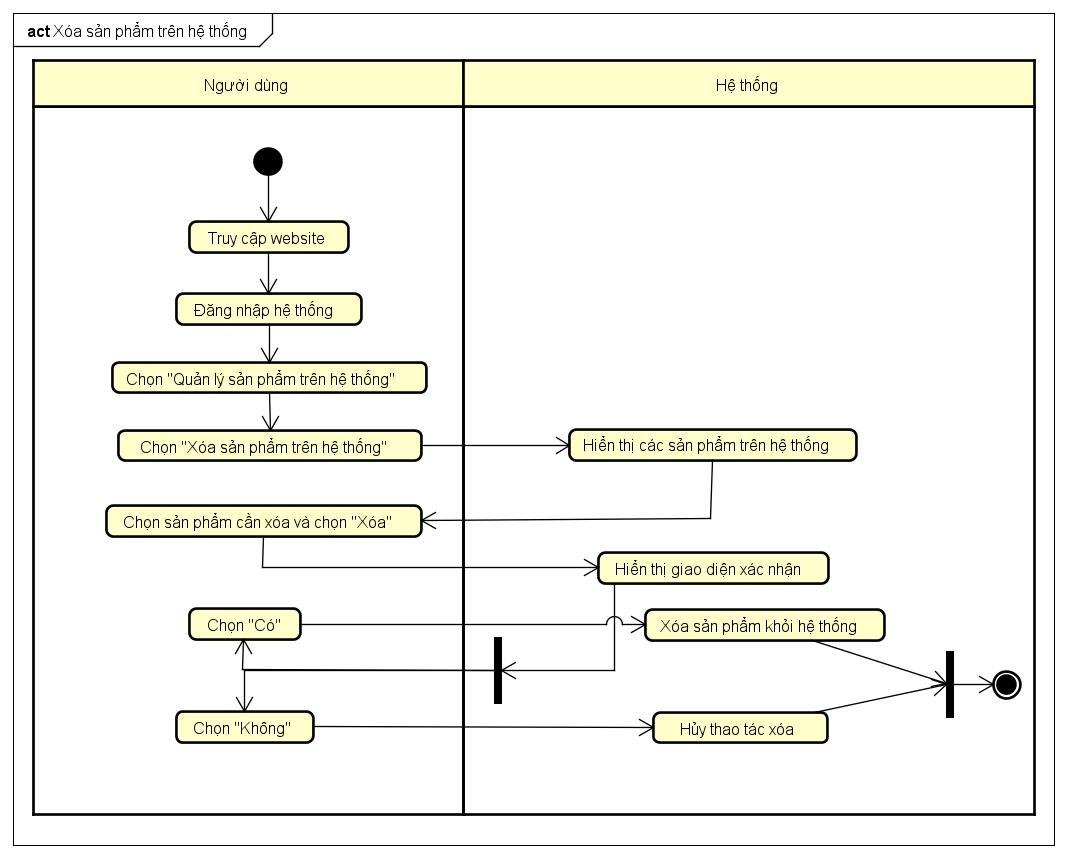 act Xóa sản phẩm trên hệ thống
Người dùng
Hệ thống
Truy cập website
Đăng nhập hệ thống
Chọn "Quản lý sản phẩm trên hệ thống"
Chọn "Xóa sản phẩm trên hệ thống"
Hiển thị các sản phẩm trên hệ thống
Chọn sản phẩm cần xóa và chọn "Xóa"
Hiển thị giao diện xác nhận
Chọn "Có"
Xóa sản phẩm khỏi hệ thống
Chọn "Không"
Hủy thao tác xóa